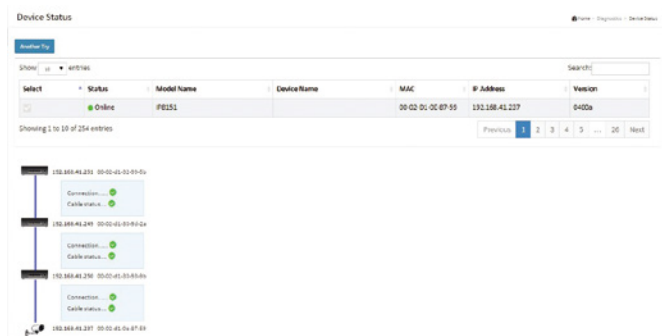 Device Status
Home - Diagnostics - Device Status
Another Try
Show 10 entries
Search:
Select Status Model Name Device Name MAC IP Address Version
Online IP8151 00-02-D1-0E-87-59 192.168.41.237 0400a
Showing 1 to 10 of 254 entries
Previous 1 2 3 4 5 ... 26 Next
192.168.41.251
Connection.....
Cable status...
192.168.41.249
Connection.....
Cable status...
192.168.41.250
Connection.....
Cable status...
192.168.41.237